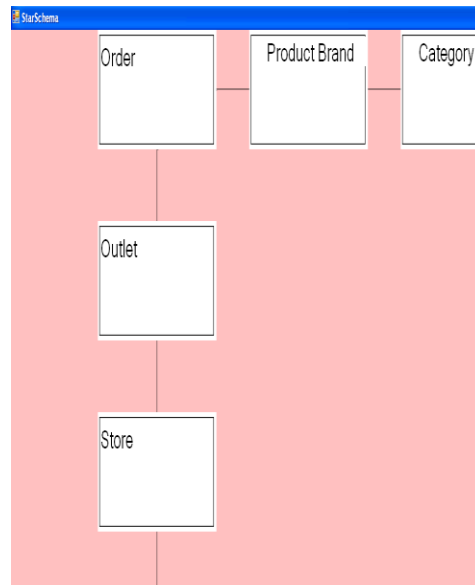 StarSchema
Order
Product Brand
Category
Outlet
Store